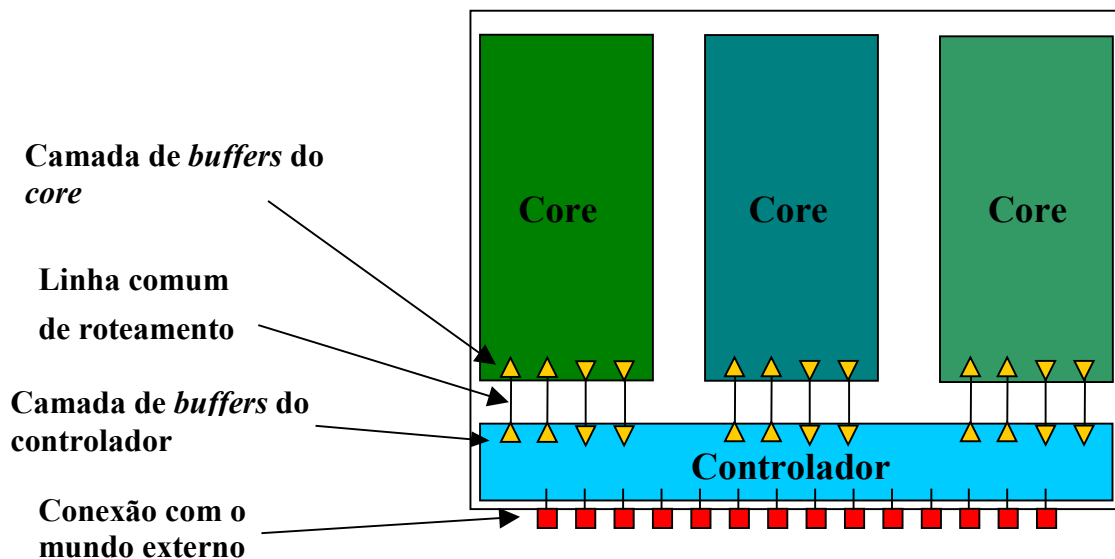 Camada de buffers do
core
Linha comum
de roteamento
Camada de buffers do
controlador
Conexão com o
mundo externo
Core
Core
Core
Controlador